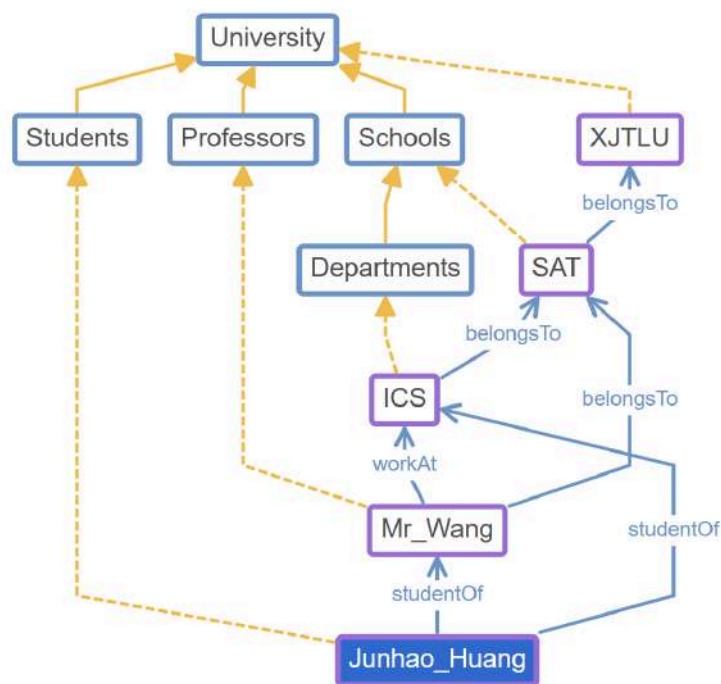 University
Students
Professors
Schools
XJTLU
belongsTo
Departments
SAT
belongsTo
ICS
belongsTo
workAt
Mr_Wang
studentOf
studentOf
Junhao_Huang